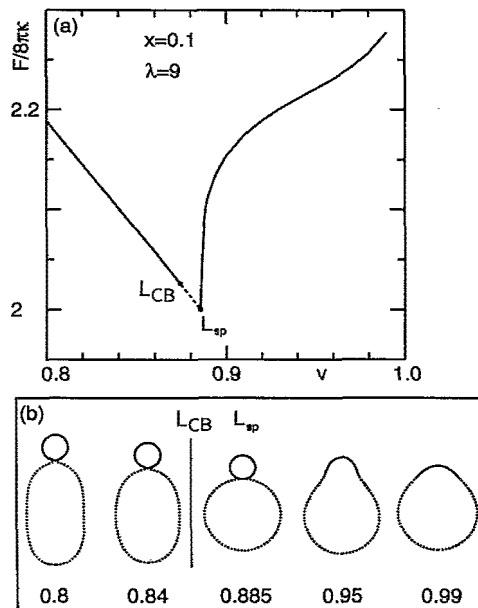 (a)
F/8πκ
x=0.1
λ=9
2.2
2
L_CB
L_sp
0.8
0.9
v
1.0
(b)
L_CB L_sp
0.8 0.84 0.885 0.95 0.99